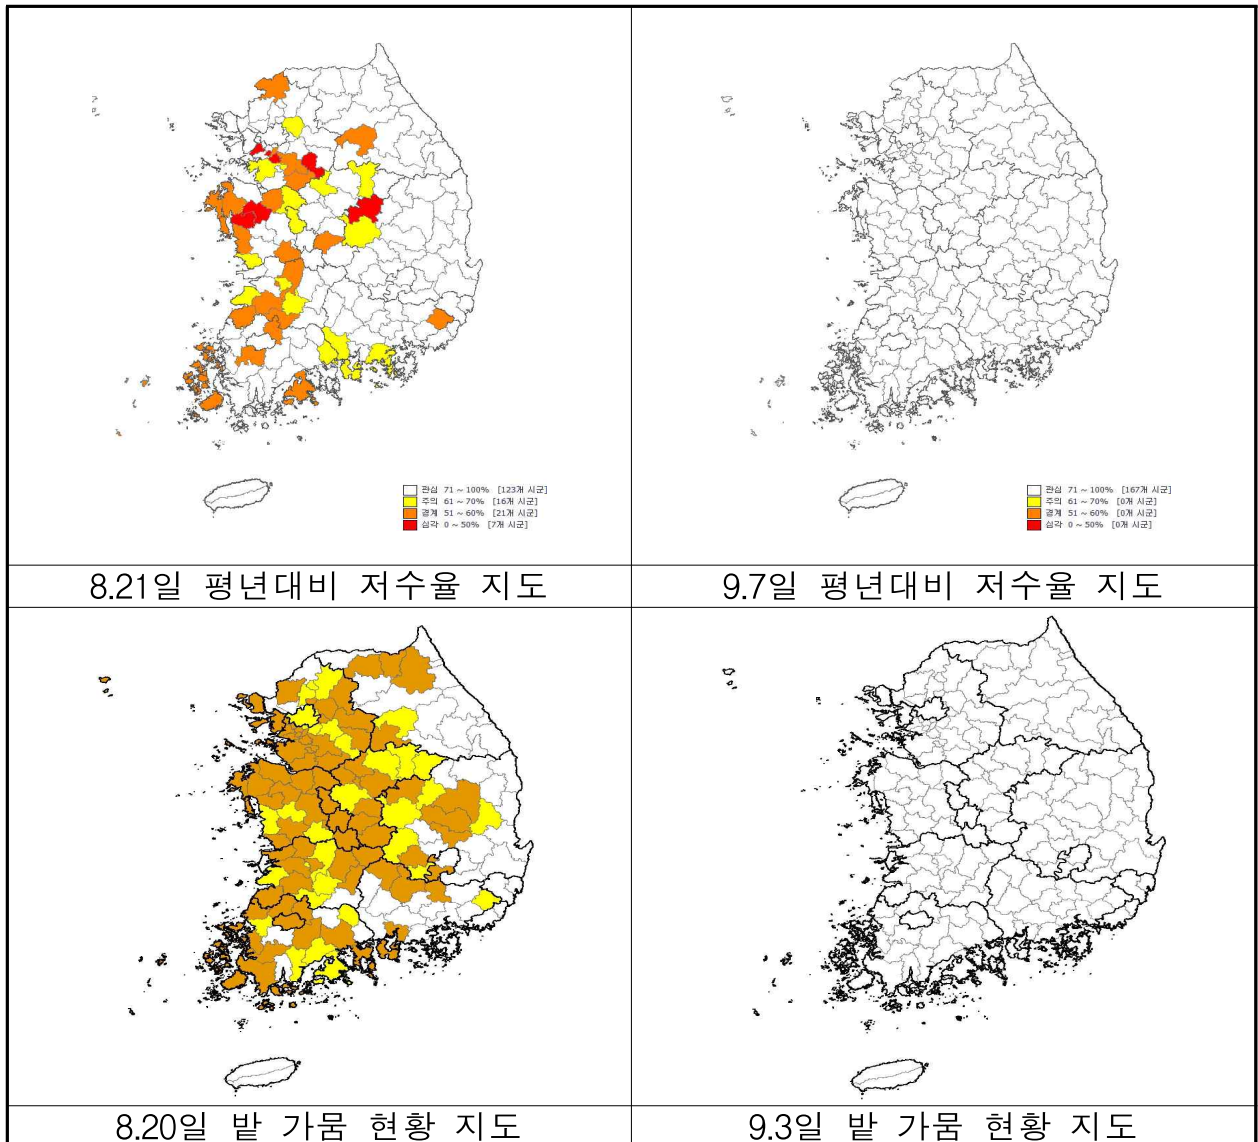 관심 71 ~ 100% [123개 시군]
주의 61 ~ 70% [16개 시군]
경계 51 ~ 60% [21개 시군]
심각 0 ~ 50% [7개 시군]
관심 71 ~ 100% [167개 시군]
주의 61 ~ 70% [0개 시군]
경계 51 ~ 60% [0개 시군]
심각 0 ~ 50% [0개 시군]
8.21일 평년대비 저수율 지도
9.7일 평년대비 저수율 지도
8.20일 밭 가뭄 현황 지도
9.3일 밭 가뭄 현황 지도